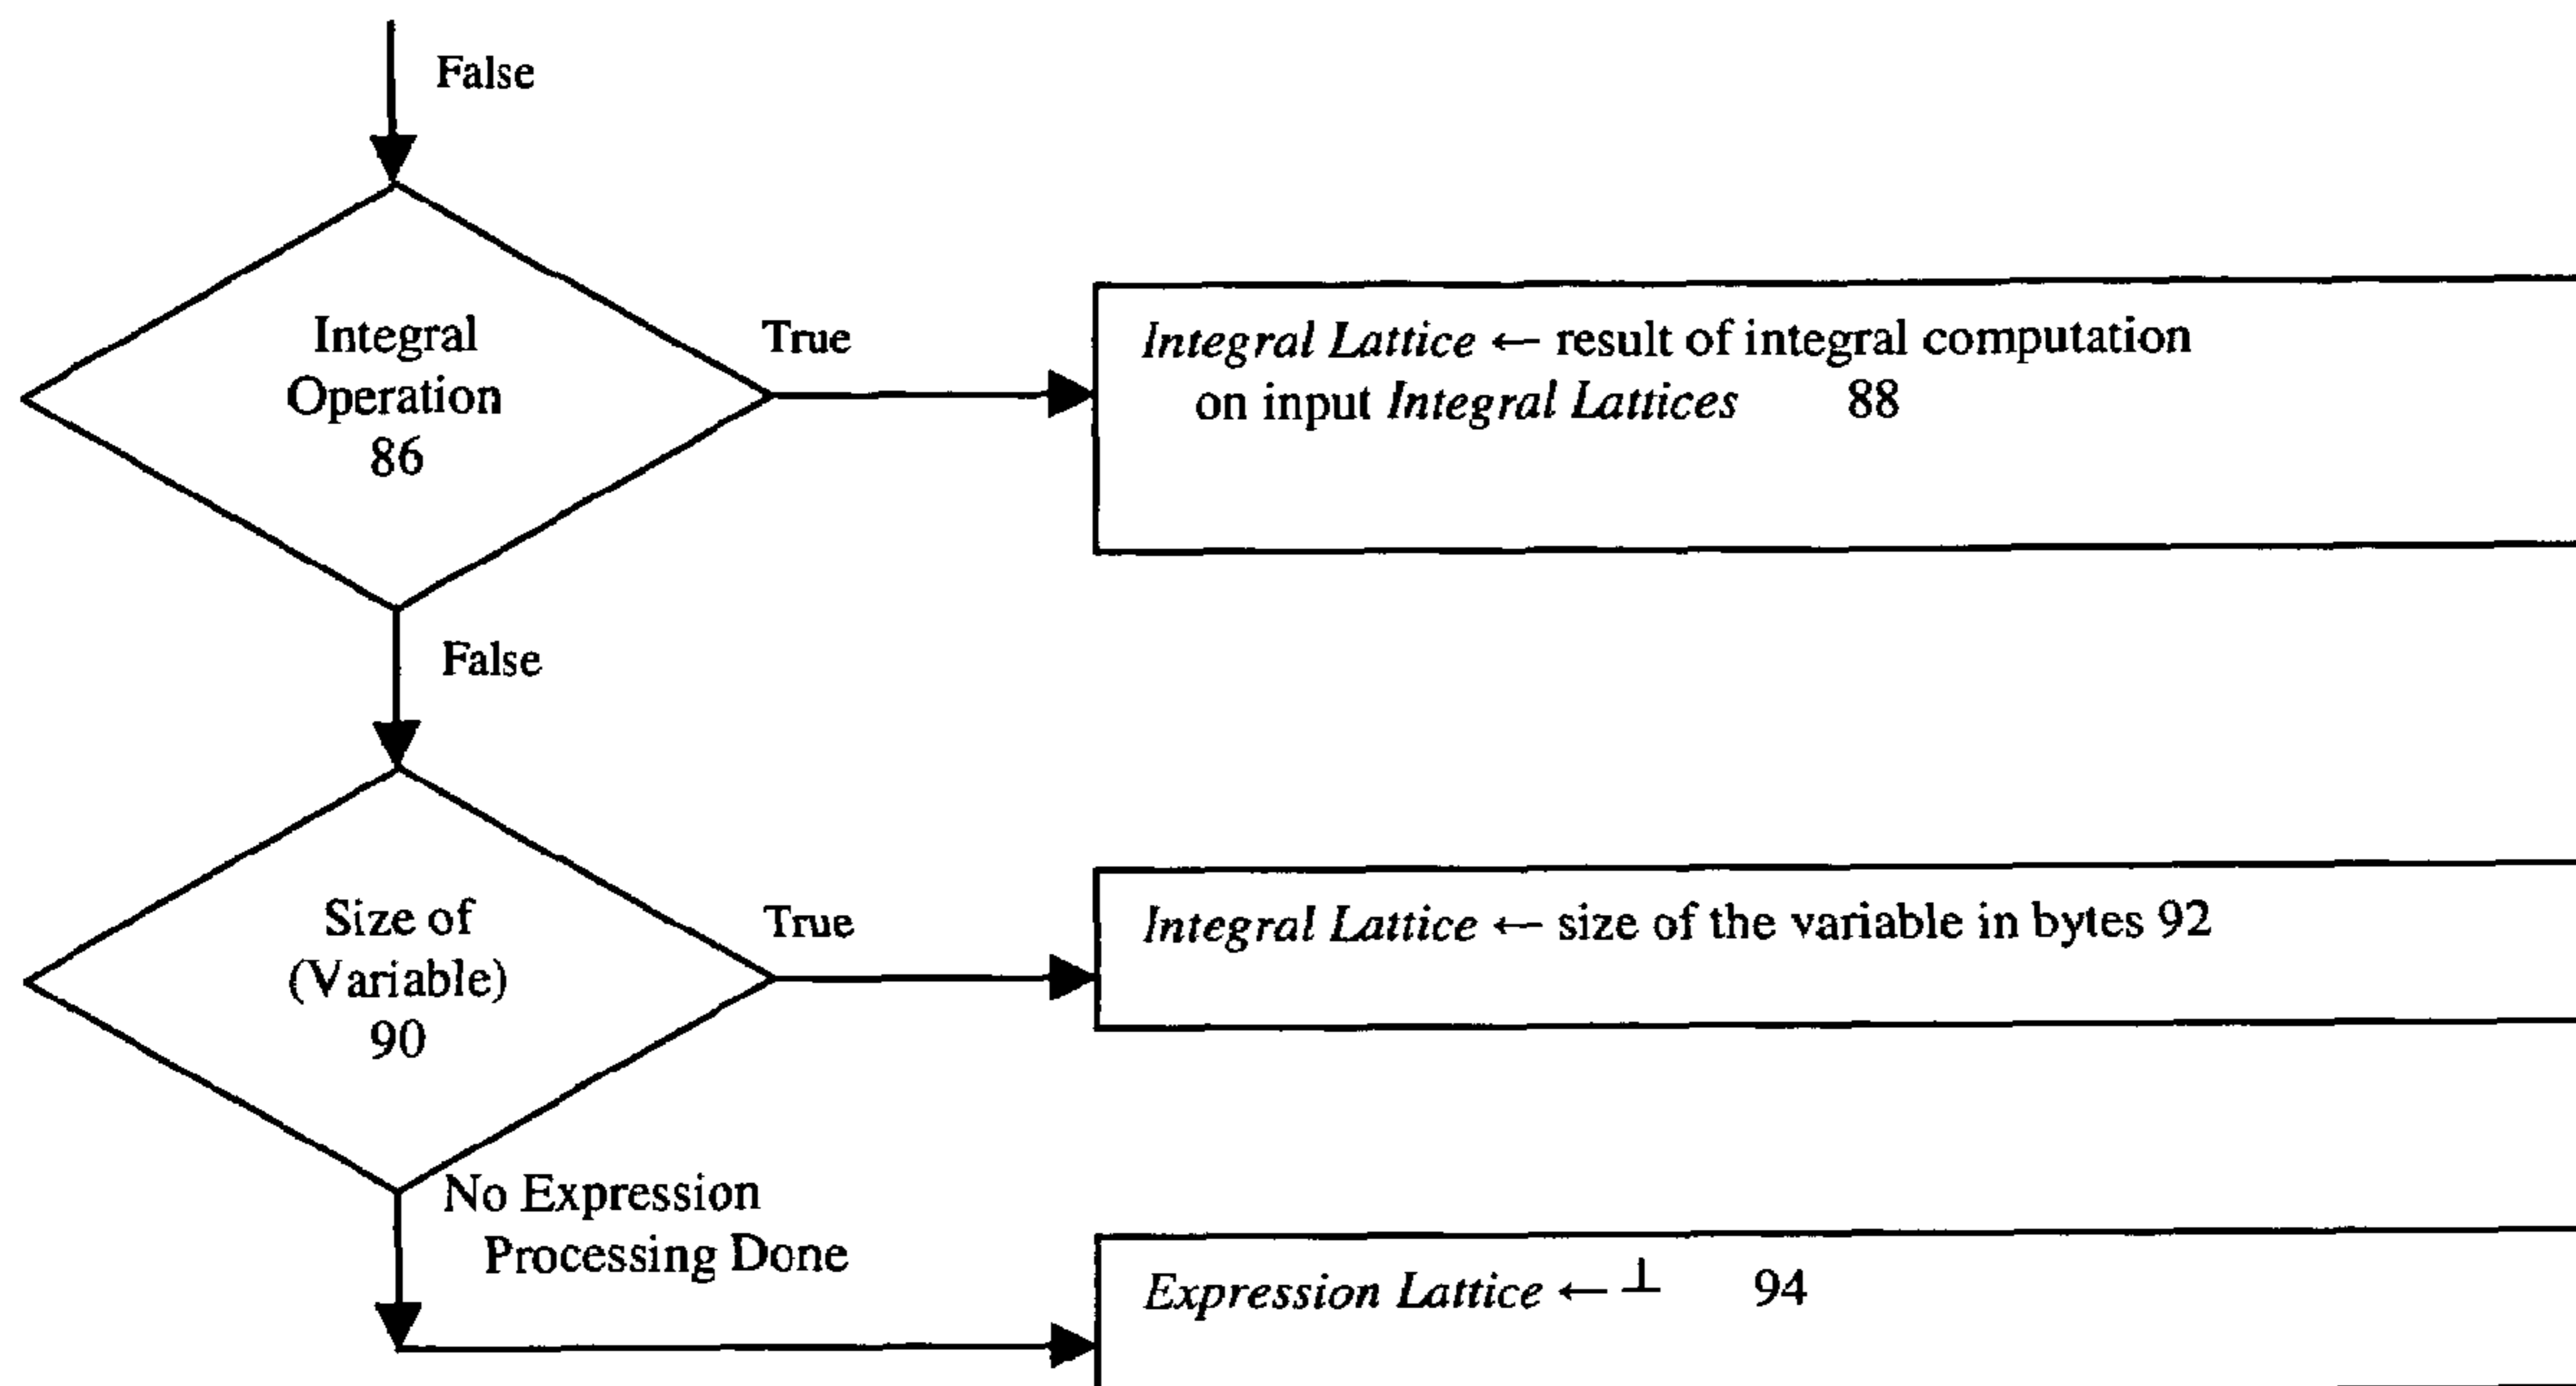 False
Integral
Operation
86
True
Integral Lattice ← result of integral computation
on input Integral Lattices 88
False
Size of
(Variable)
90
True
Integral Lattice ← size of the variable in bytes 92
No Expression
Processing Done
Expression Lattice ← ⊥ 94